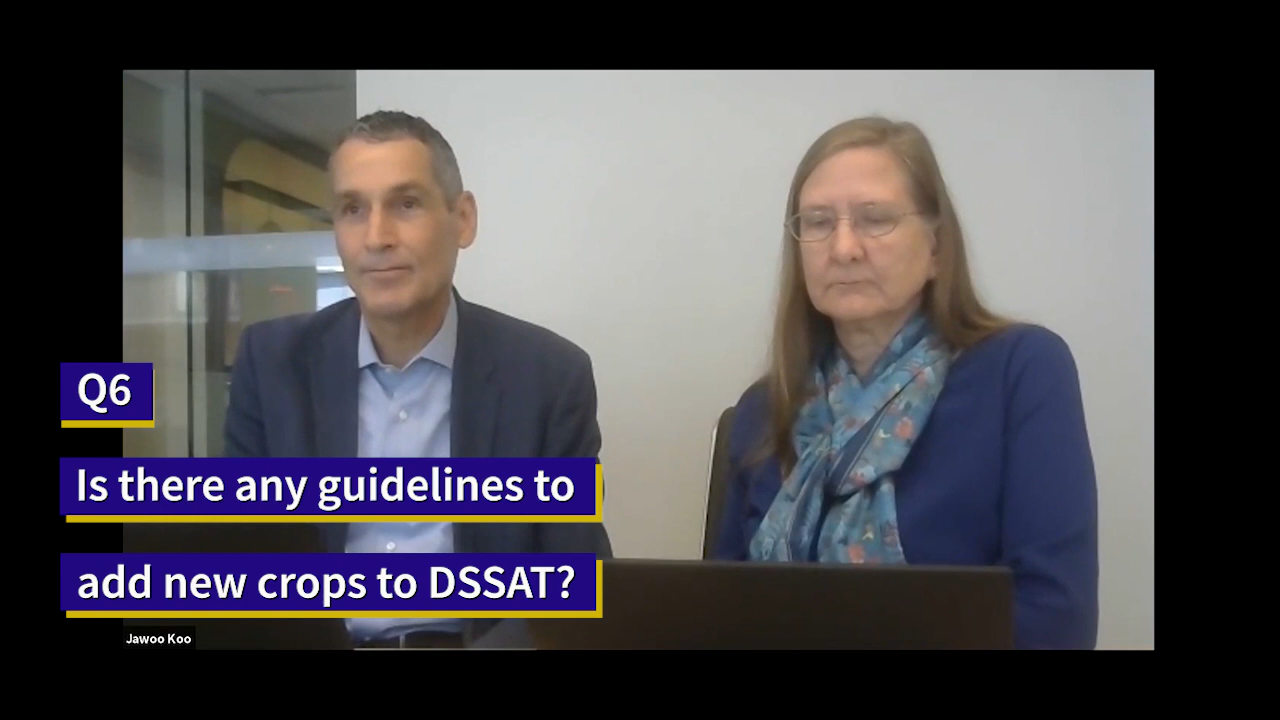 Q6
Is there any guidelines to
add new crops to DSSAT?
Jawoo Koo